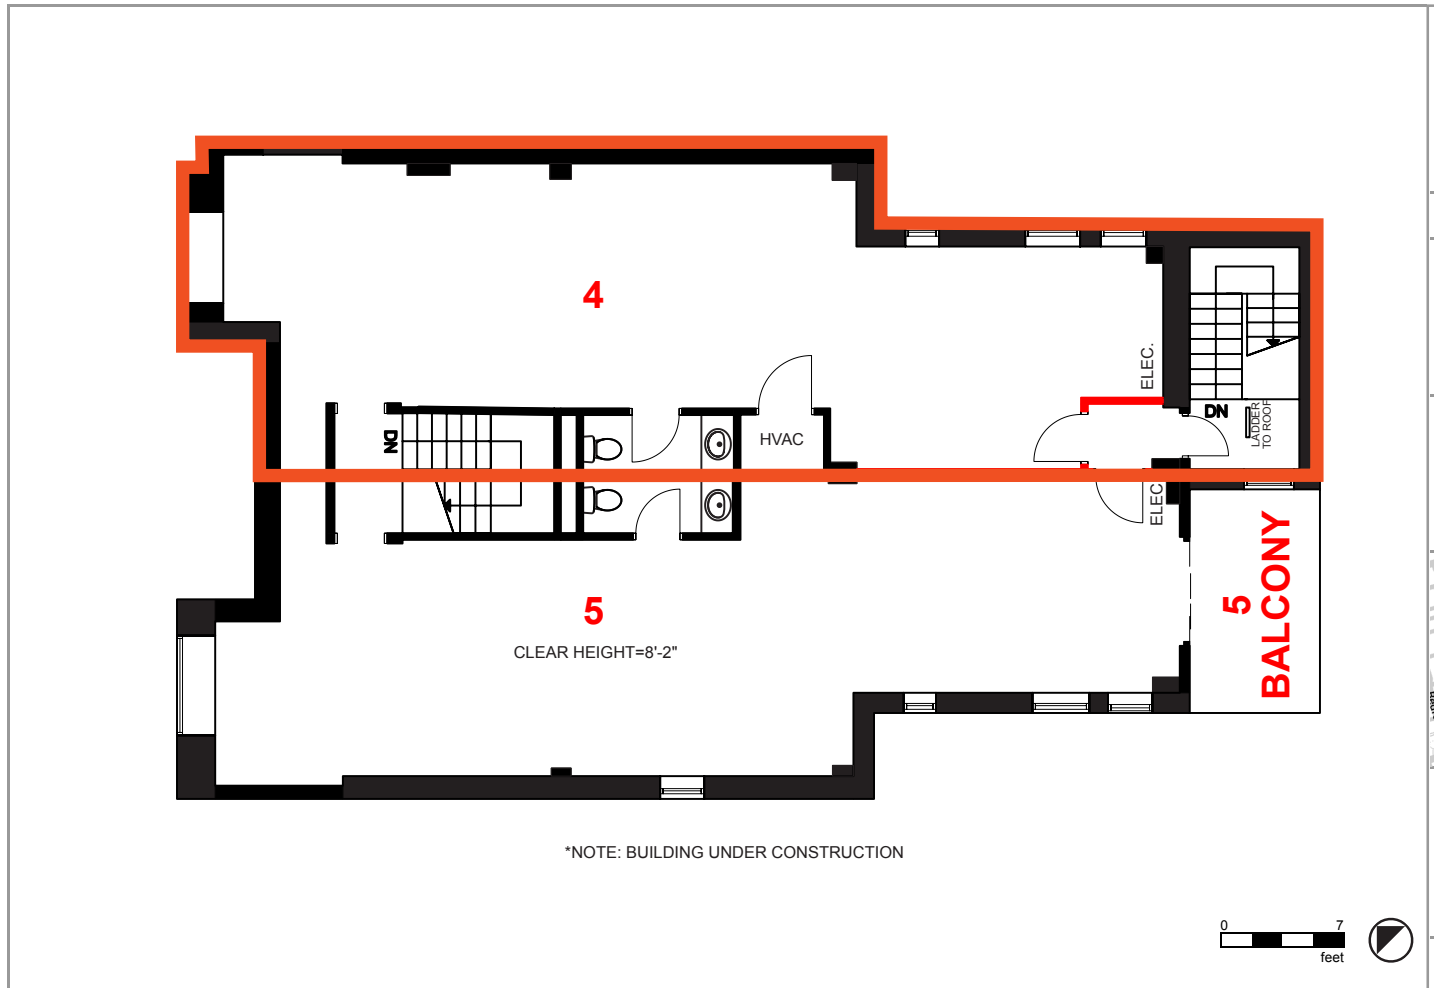 4
ELEC.
DN
LADDER
TO ROOF
DN
HVAC
ELEC.
5
CLEAR HEIGHT=8'-2"
5
BALCONY
*NOTE: BUILDING UNDER CONSTRUCTION
0 7
feet